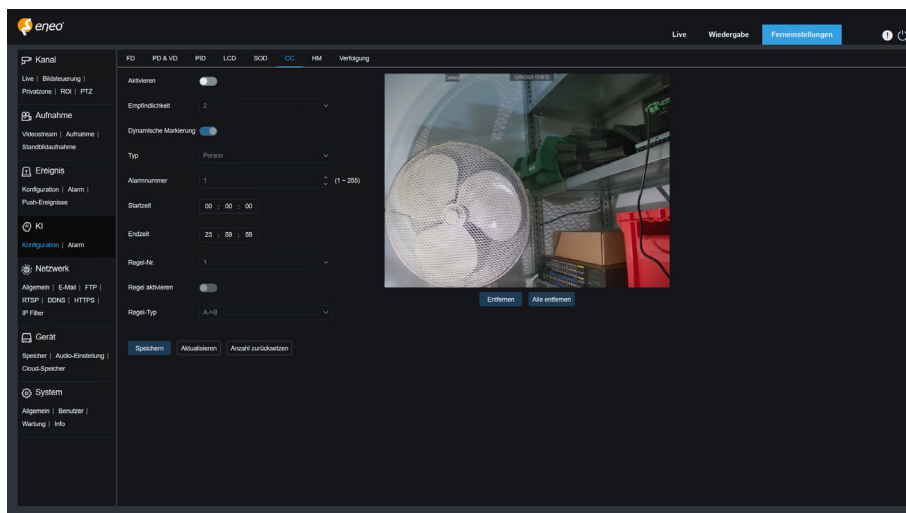 eneo
Live Wiedergabe Ferneinstellungen
Kanal
Live | Bildsteuerung |
Privatzone | ROI | PTZ
Aufnahme
Videostream | Aufnahme |
Standbildaufnahme
Ereignis
Konfiguration | Alarm |
Push-Ereignisse
KI
Konfiguration | Alarm
Netzwerk
Allgemein | E-Mail | FTP |
RTSP | DDNS | HTTPS |
IP Filter
Gerät
Speicher | Audio-Einstellung |
Cloud-Speicher
System
Allgemein | Benutzer |
Wartung | Info
FD PD & VD PID LCD SOD CC HM Verfolgung
Aktivieren
Empfindlichkeit 2
Dynamische Markierung
Typ Person
Alarmnummer 1 (1 ~ 255)
Startzeit 00 : 00 : 00
Endzeit 23 : 59 : 59
Regel-Nr. 1
Regel aktivieren
Regel-Typ A->B
Speichern Aktualisieren Anzahl zurücksetzen
Camera
Entfernen Alle entfernen